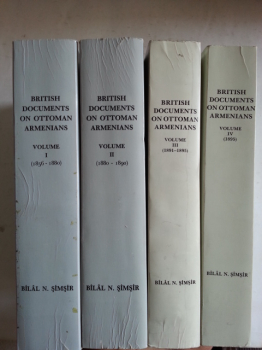 BRITISH
DOCUMENTS
ON OTTOMAN
ARMENIANS
VOLUME
I
(1856 - 1880)
BİLÂL N. ŞİMŞİR
BRITISH
DOCUMENTS
ON OTTOMAN
ARMENIANS
VOLUME
II
(1880 - 1890)
BİLÂL N. ŞİMŞİR
BRITISH
DOCUMENTS
ON OTTOMAN
ARMENIANS
VOLUME
III
(1891-1895)
BİLÂL N. ŞİMŞİR
BRITISH
DOCUMENTS
ON OTTOMAN
ARMENIANS
VOLUME
IV
(1895)
BİLÂL N. ŞİMŞİR